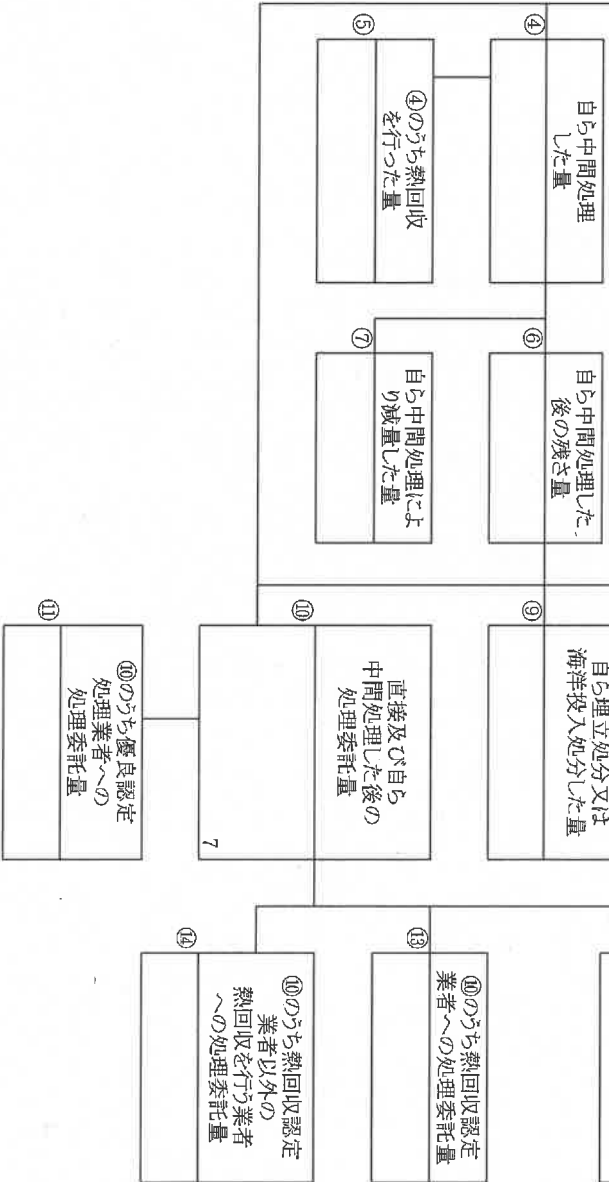 ④
自ら中間処理
した量
⑤
④のうち熱回収
を行った量
⑥
自ら中間処理した
後の残さ量
⑦
自ら中間処理によ
り減量した量
⑨
自ら埋立処分又は
海洋投入処分した量
⑩
直接及び自ら
中間処理した後の
処理委託量
7
⑪
⑩のうち優良認定
処理業者への
処理委託量
⑬
⑩のうち熱回収認定
業者への処理委託量
⑭
⑩のうち熱回収認定
業者以外の
熱回収を行う業者
への処理委託量